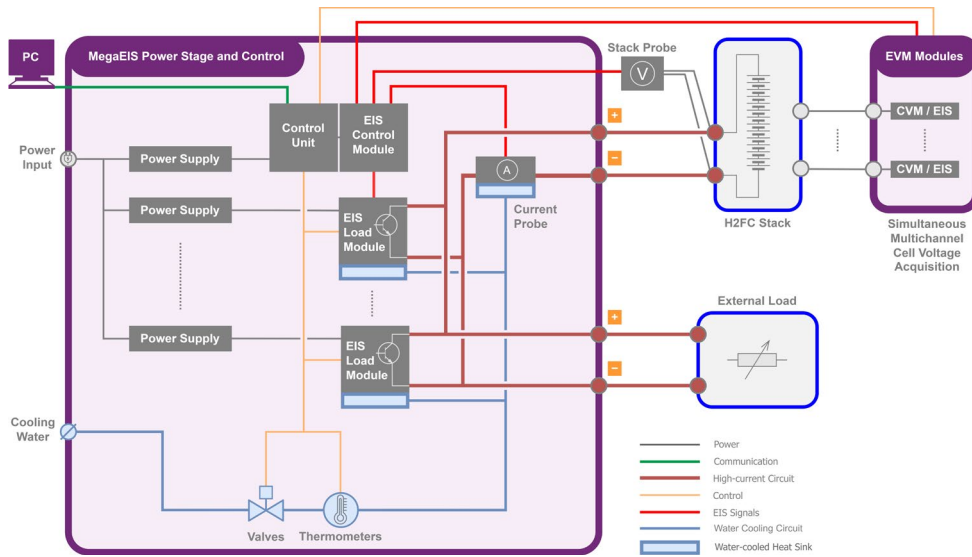 PC
MegaEIS Power Stage and Control
Stack Probe
V
EVM Modules
+
CVM / EIS
Control
Unit
EIS
Control
Module
Power
Input
Power Supply
−
A
CVM / EIS
Power Supply
EIS
Load
Module
Current
Probe
H2FC Stack
Simultaneous
Multichannel
Cell Voltage
Acquisition
External Load
+
Power Supply
EIS
Load
Module
−
Cooling
Water
Valves
Thermometers
Power
Communication
High-current Circuit
Control
EIS Signals
Water Cooling Circuit
Water-cooled Heat Sink